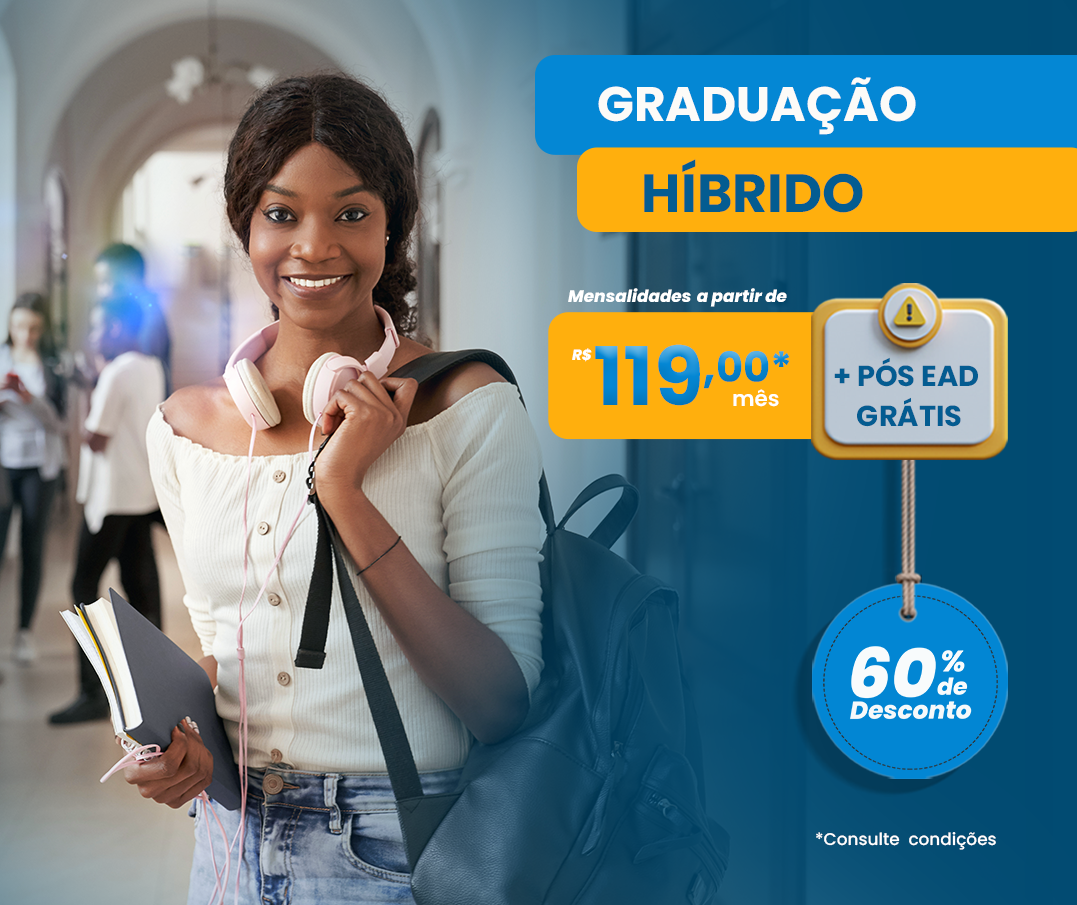 GRADUAÇÃO
HÍBRIDO
Mensalidades a partir de
R$ 119,00*
mês
+ PÓS EAD
GRÁTIS
60%
de
Desconto
*Consulte condições